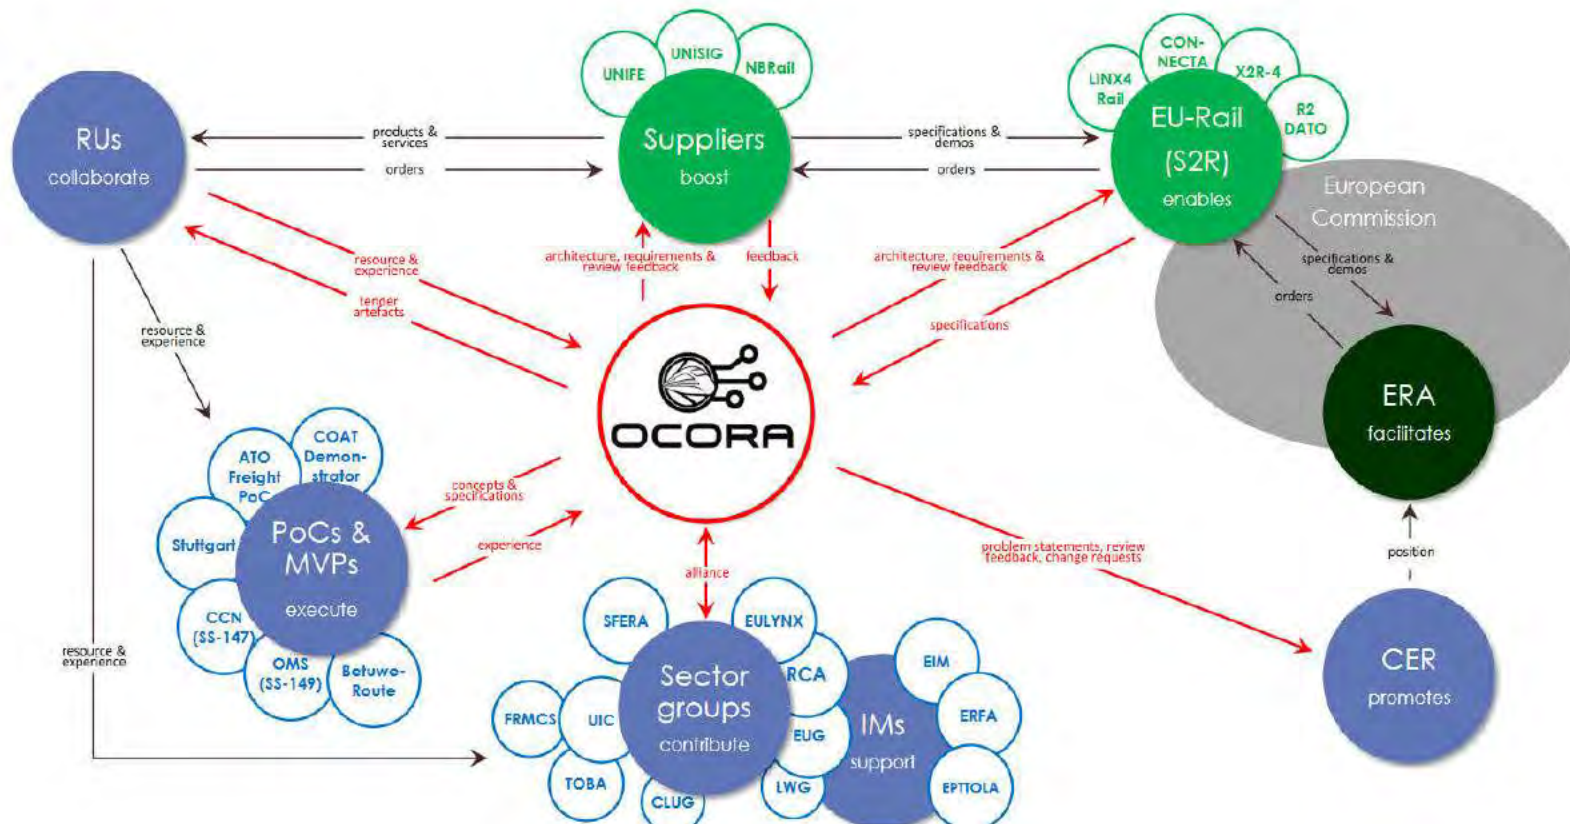 UNIFE
UNISIG
NBRail
LINX4
Rail
CON-
NECTA
X2R-4
R2
DATO
RUs
collaborate
products &
services
orders
Suppliers
boost
specifications &
demos
orders
EU-Rail
(S2R)
enables
European
Commission
resource &
experience
tender
artefacts
architecture, requirements &
review feedback
feedback
architecture, requirements &
review feedback
specifications
specifications &
demos
orders
resource &
experience
OCORA
ERA
facilitates
ATO
Freight
PoC
COAT
Demon-
strator
Stuttgart
PoCs &
MVPs
execute
CCN
(SS-147)
OMS
(SS-149)
Betuwe-
Route
concepts &
specifications
experience
alliance
problem statements, review
feedback, change requests
position
resource &
experience
SFERA
EULYNX
RCA
EUG
LWG
Sector
groups
contribute
FRMCS
UIC
TOBA
CLUG
IMs
support
EIM
ERFA
EPTTOLA
CER
promotes